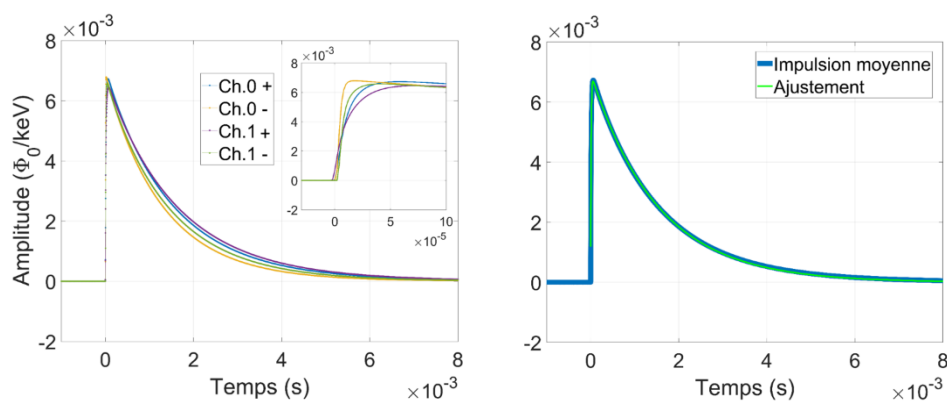 ×10⁻³
8
6
4
2
0
-2
Amplitude (Φ₀/keV)
0 2 4 6 8
Temps (s)
×10⁻³
Ch.0 +
Ch.0 -
Ch.1 +
Ch.1 -
×10⁻³
8
6
4
2
0
-2
0 5 10
×10⁻⁵
×10⁻³
8
6
4
2
0
-2
0 2 4 6 8
Temps (s)
×10⁻³
Impulsion moyenne
Ajustement